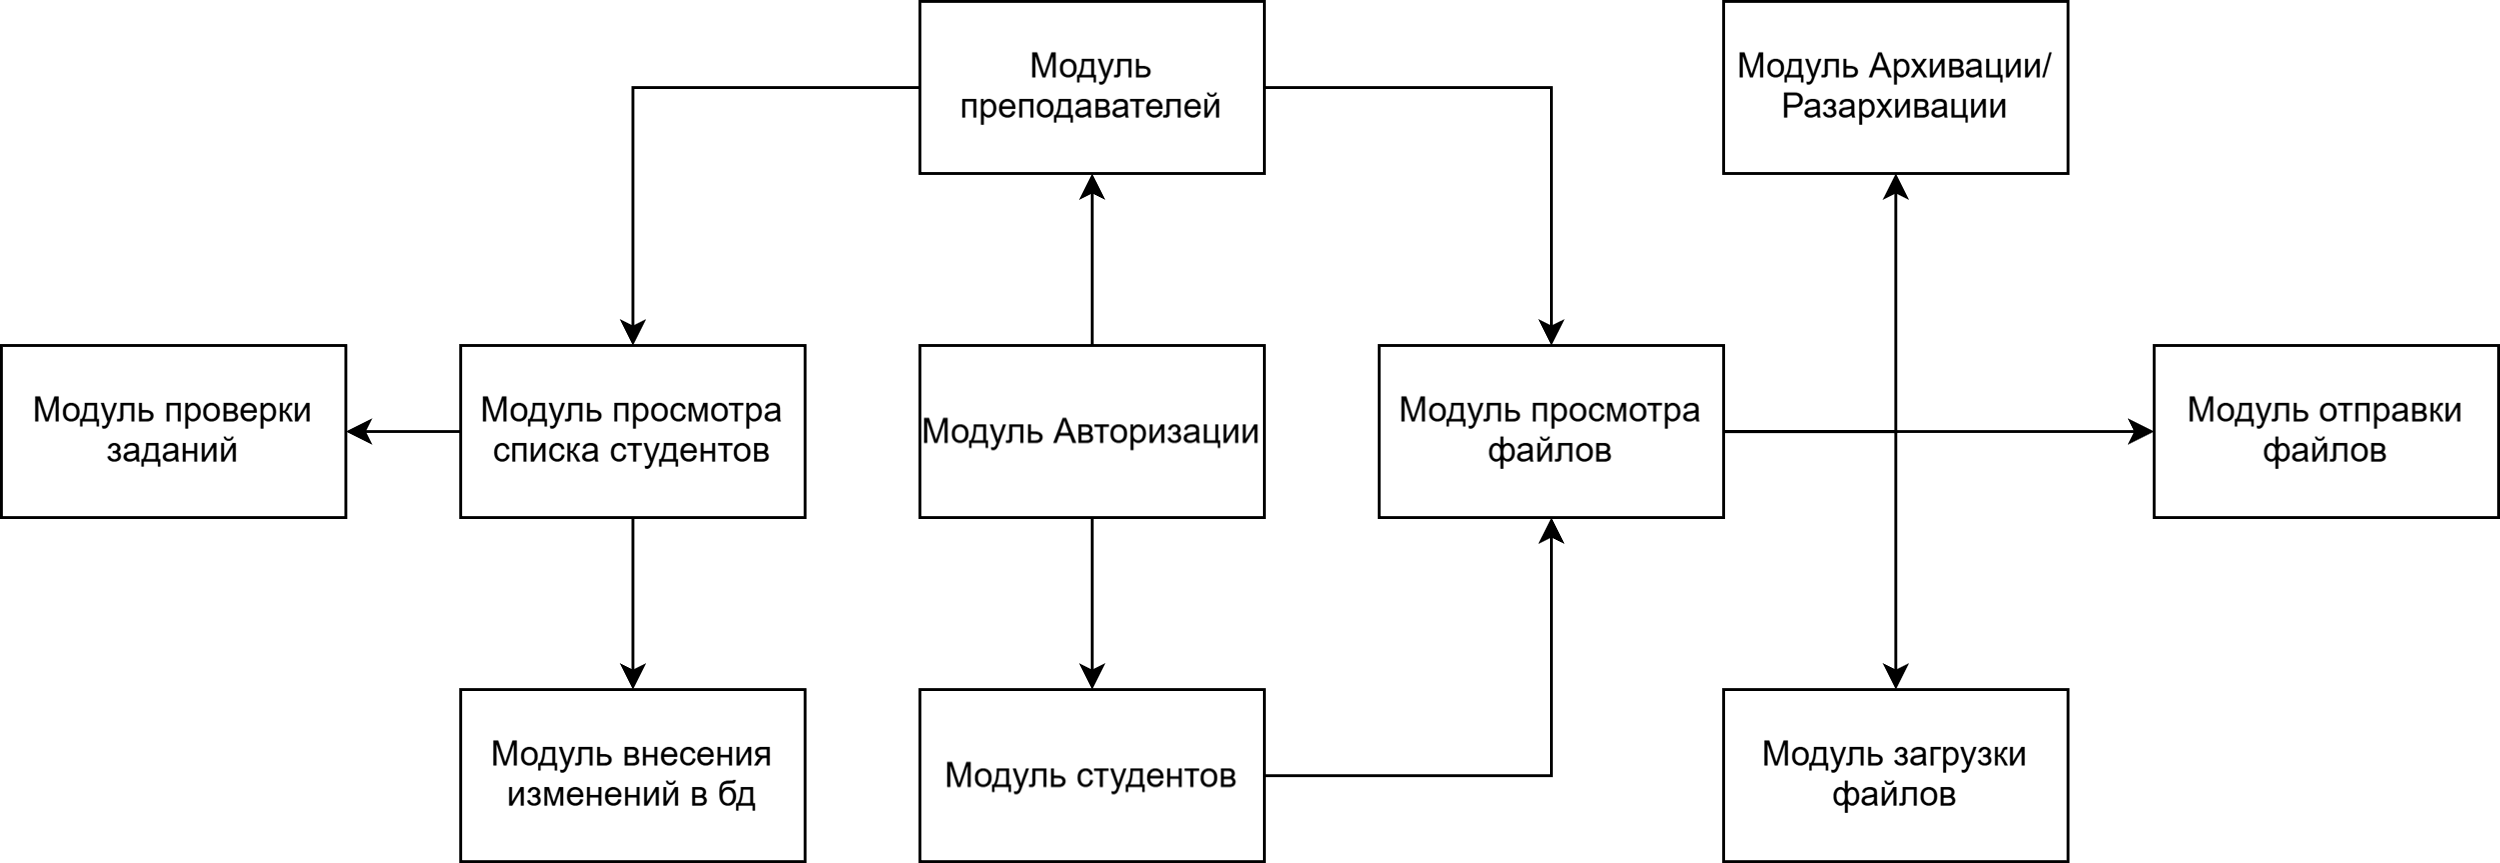 Модуль
преподавателей
Модуль Архивации/
Разархивации
Модуль проверки
заданий
Модуль просмотра
списка студентов
Модуль Авторизации
Модуль просмотра
файлов
Модуль отправки
файлов
Модуль внесения
изменений в бд
Модуль студентов
Модуль загрузки
файлов